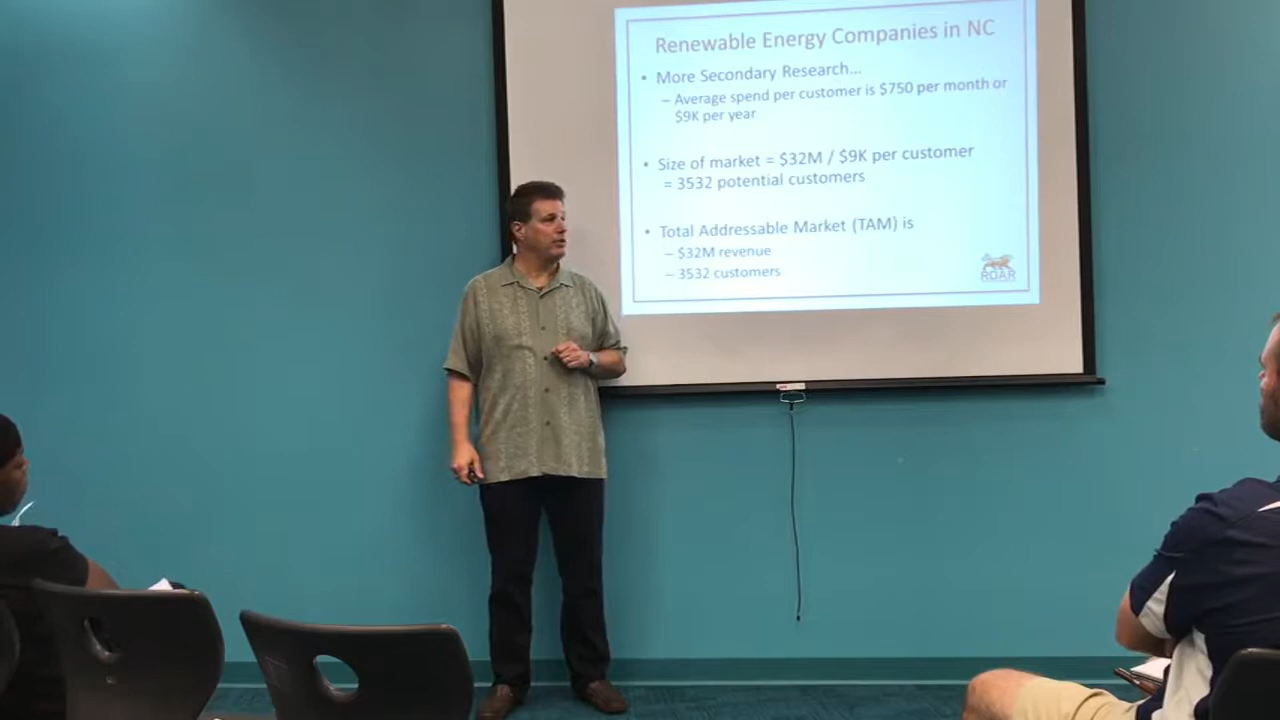 Renewable Energy Companies in NC
• More Secondary Research...
– Average spend per customer is $750 per month or
$9K per year
• Size of market = $32M / $9K per customer
= 3532 potential customers
• Total Addressable Market (TAM) is
– $32M revenue
– 3532 customers
ROAR